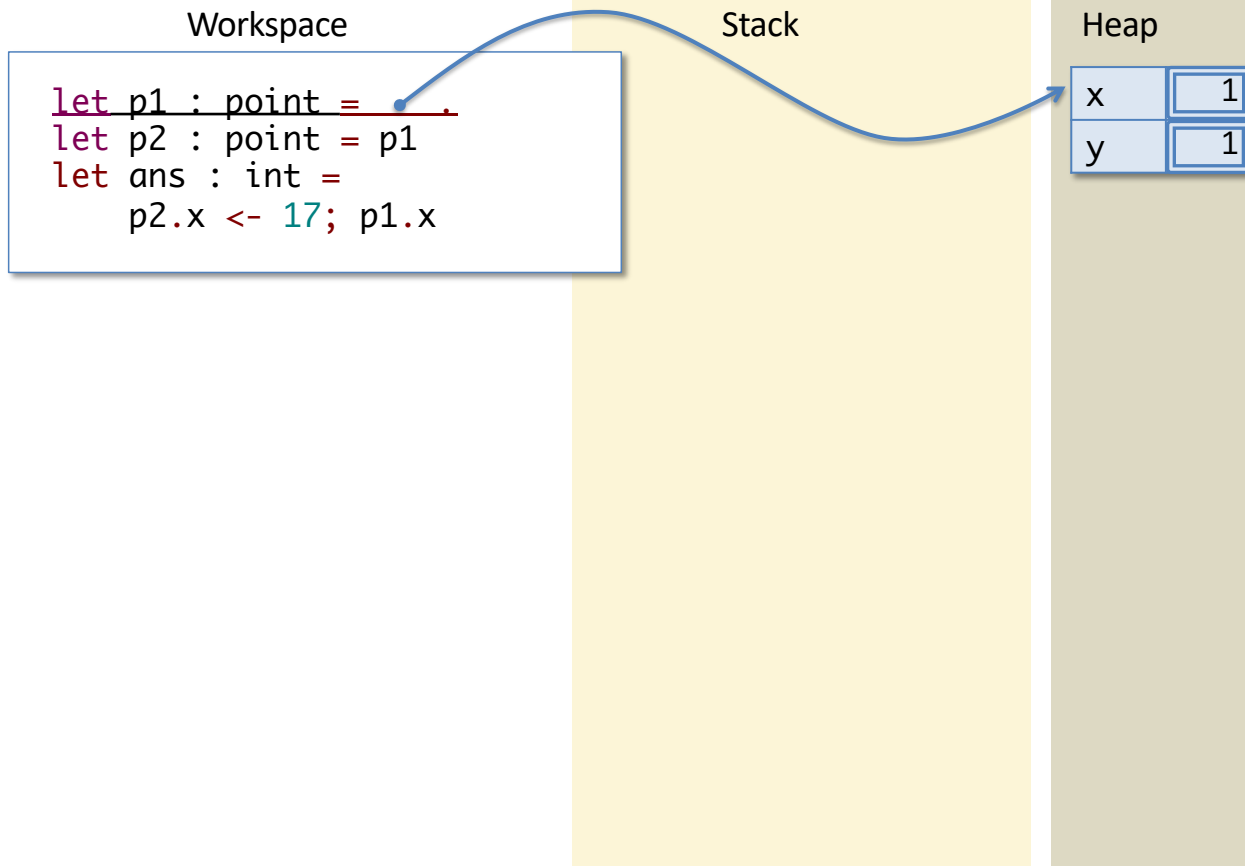 Workspace
Stack
Heap
let p1 : point = .
let p2 : point = p1
let ans : int =
p2.x <- 17; p1.x
x 1
y 1